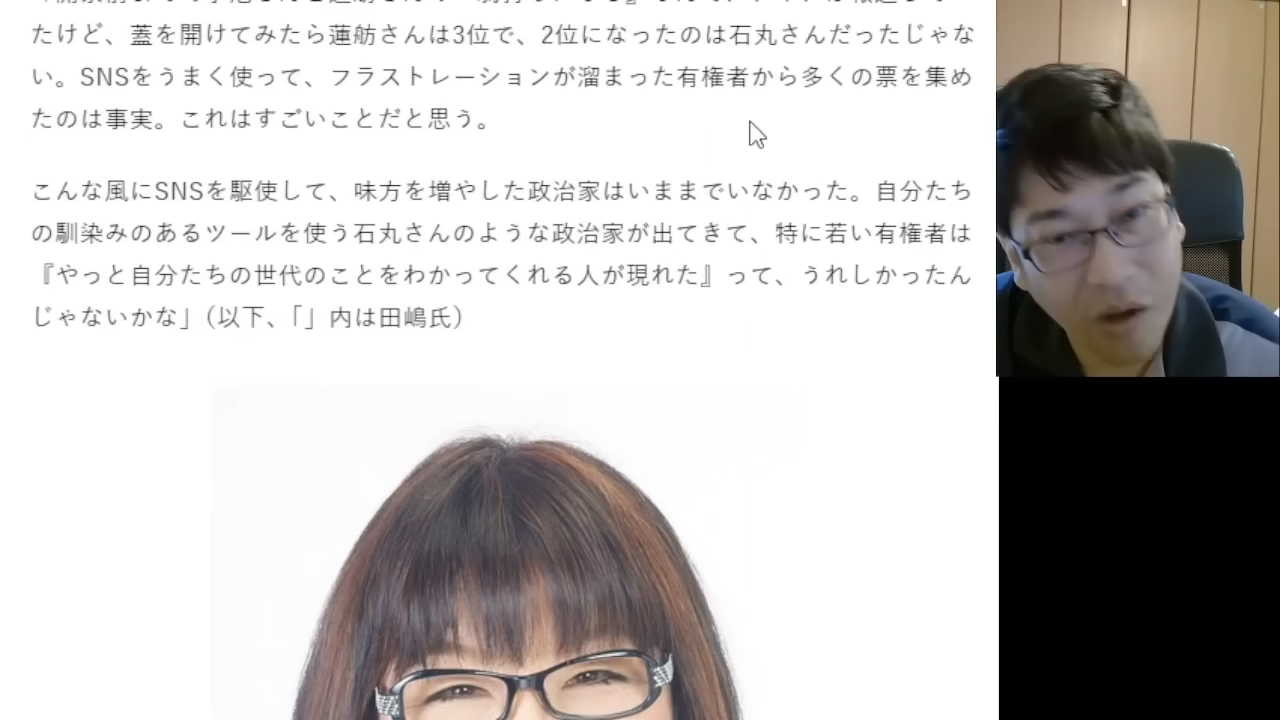 たけど、蓋を開けてみたら蓮舫さんは3位で、2位になったのは石丸さんだったじゃな
い。SNSをうまく使って、フラストレーションが溜まった有権者から多くの票を集め
たのは事実。これはすごいことだと思う。
こんな風にSNSを駆使して、味方を増やした政治家はいままでいなかった。自分たち
の馴染みのあるツールを使う石丸さんのような政治家が出てきて、特に若い有権者は
『やっと自分たちの世代のことをわかってくれる人が現れた』って、うれしかったん
じゃないかな」(以下、「」内は田嶋氏)